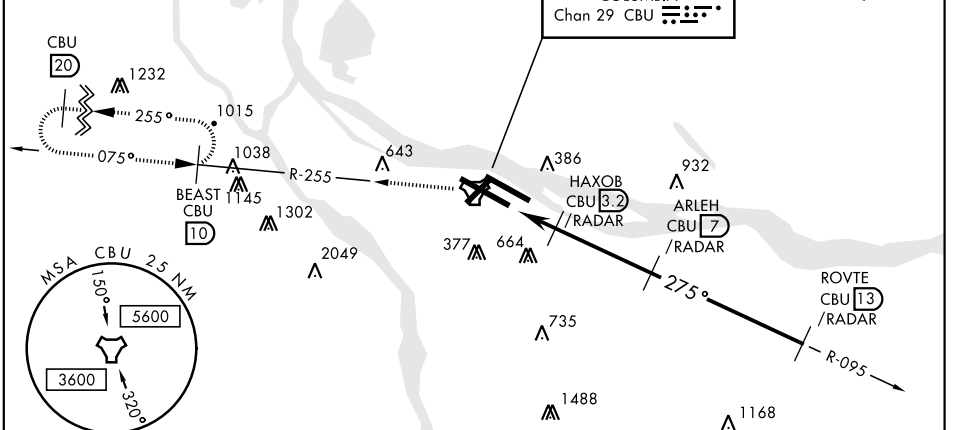 Chan 29 CBU
CBU
20
1232
255°
1015
075°
1038
643
386
R-255
HAXOB
CBU 3.2
/RADAR
932
BEAST
CBU
10
1145
1302
ARLEH
CBU 7
/RADAR
377
664
2049
275°
ROVTE
CBU 13
/RADAR
MSA CBU 25 NM
150°
5600
3600
320°
735
R-095
1488
1168